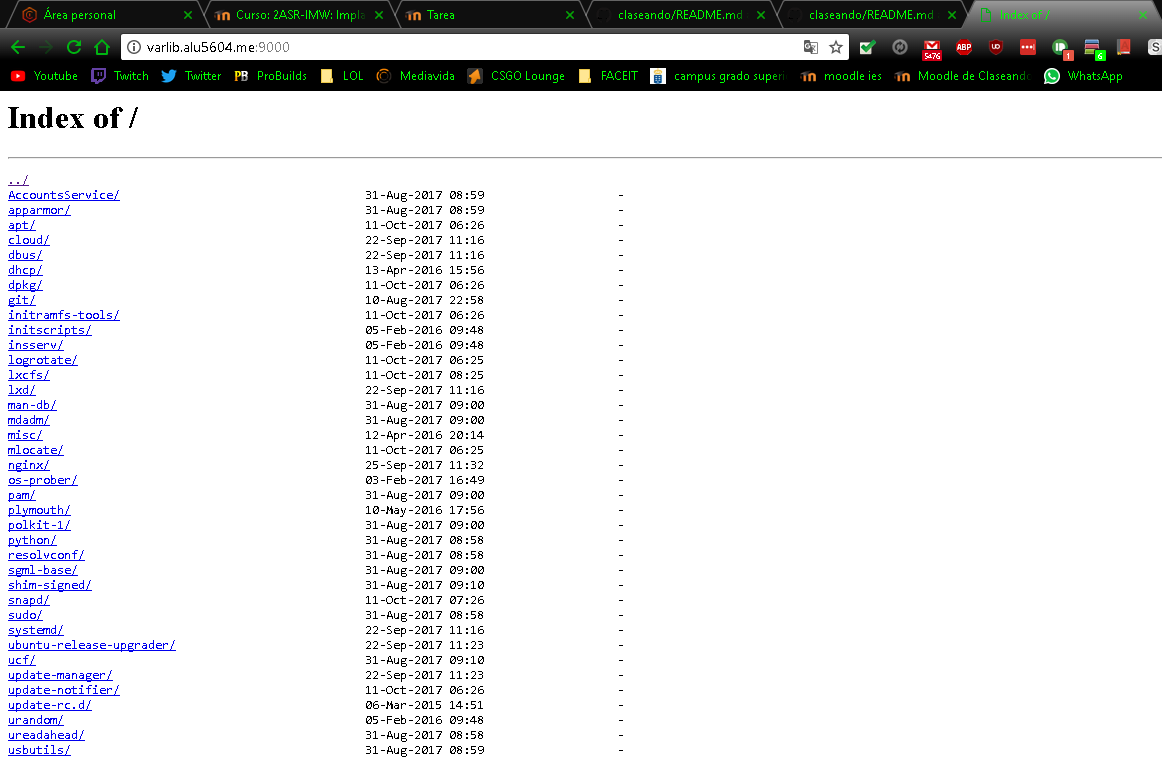 Área personal
Curso: 2ASR-IMW: Impla
Tarea
claseando/README.md
claseando/README.md
Index of /
varlib.alu5604.me:9000
5476
ABP
1
6
S
Youtube
Twitch
Twitter
PB ProBuilds
LOL
Mediavida
CSGO Lounge
FACEIT
campus grado superi
moodle ies
Moodle de Claseando
WhatsApp
Index of /
../
AccountsService/ 31-Aug-2017 08:59 -
apparmor/ 31-Aug-2017 08:59 -
apt/ 11-Oct-2017 06:26 -
cloud/ 22-Sep-2017 11:16 -
dbus/ 22-Sep-2017 11:16 -
dhcp/ 13-Apr-2016 15:56 -
dpkg/ 11-Oct-2017 06:26 -
git/ 10-Aug-2017 22:58 -
initramfs-tools/ 11-Oct-2017 06:26 -
initscripts/ 05-Feb-2016 09:48 -
insserv/ 05-Feb-2016 09:48 -
logrotate/ 11-Oct-2017 06:25 -
lxcfs/ 11-Oct-2017 08:25 -
lxd/ 22-Sep-2017 11:16 -
man-db/ 31-Aug-2017 09:00 -
mdadm/ 31-Aug-2017 09:00 -
misc/ 12-Apr-2016 20:14 -
mlocate/ 11-Oct-2017 06:25 -
nginx/ 25-Sep-2017 11:32 -
os-prober/ 03-Feb-2017 16:49 -
pam/ 31-Aug-2017 09:00 -
plymouth/ 10-May-2016 17:56 -
polkit-1/ 31-Aug-2017 09:00 -
python/ 31-Aug-2017 08:58 -
resolvconf/ 31-Aug-2017 08:58 -
sgml-base/ 31-Aug-2017 09:00 -
shim-signed/ 31-Aug-2017 09:10 -
snapd/ 11-Oct-2017 07:26 -
sudo/ 31-Aug-2017 08:58 -
systemd/ 22-Sep-2017 11:16 -
ubuntu-release-upgrader/ 22-Sep-2017 11:23 -
ucf/ 31-Aug-2017 09:10 -
update-manager/ 22-Sep-2017 11:23 -
update-notifier/ 11-Oct-2017 06:26 -
update-rc.d/ 06-Mar-2015 14:51 -
urandom/ 05-Feb-2016 09:48 -
ureadahead/ 31-Aug-2017 08:58 -
usbutils/ 31-Aug-2017 08:59 -